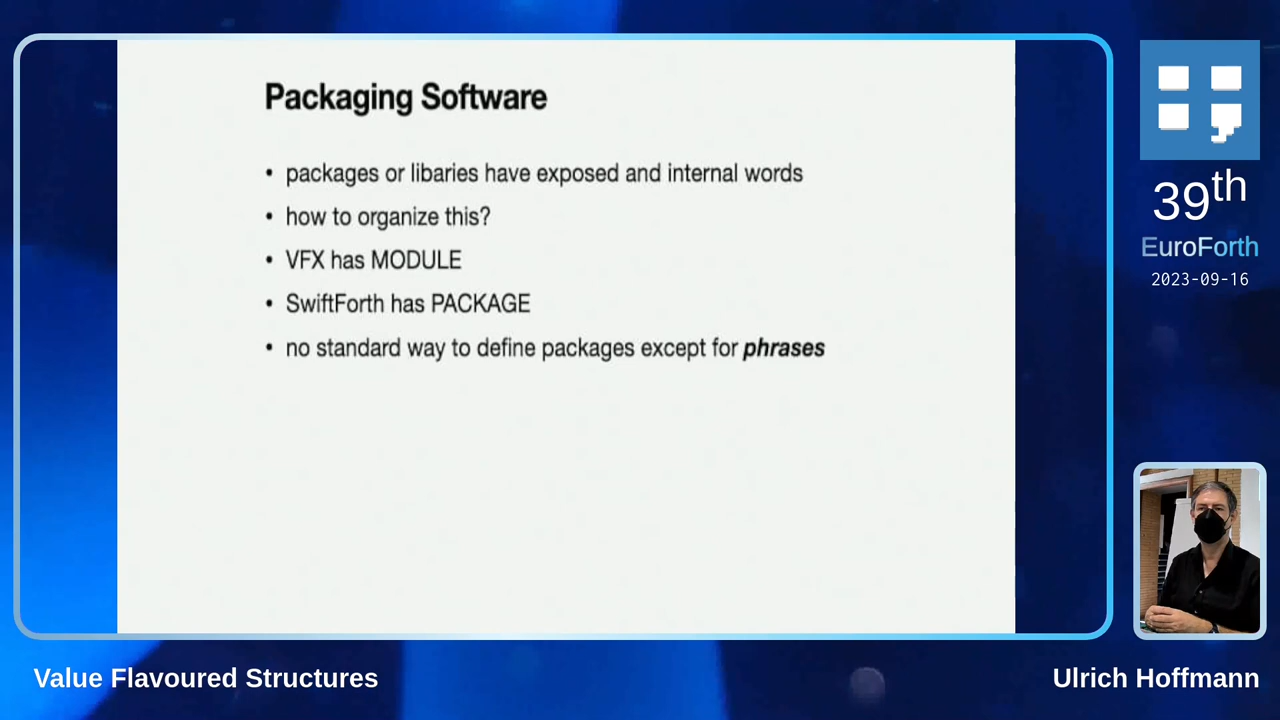 Packaging Software
• packages or libaries have exposed and internal words
• how to organize this?
• VFX has MODULE
• SwiftForth has PACKAGE
• no standard way to define packages except for phrases
39th
EuroForth
2023-09-16
Value Flavoured Structures
Ulrich Hoffmann